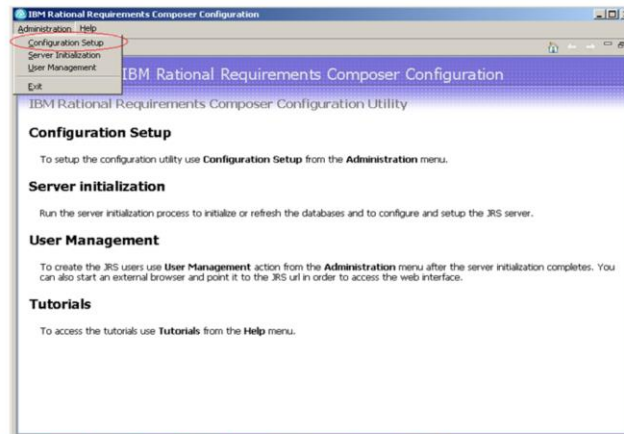 IBM Rational Requirements Composer Configuration
Administration Help
Configuration Setup
Server Initialization
User Management
Exit
IBM Rational Requirements Composer Configuration
IBM Rational Requirements Composer Configuration Utility
Configuration Setup
To setup the configuration utility use Configuration Setup from the Administration menu.
Server initialization
Run the server initialization process to initialize or refresh the databases and to configure and setup the JRS server.
User Management
To create the JRS users use User Management action from the Administration menu after the server initialization completes. You
can also start an external browser and point it to the JRS url in order to access the web interface.
Tutorials
To access the tutorials use Tutorials from the Help menu.